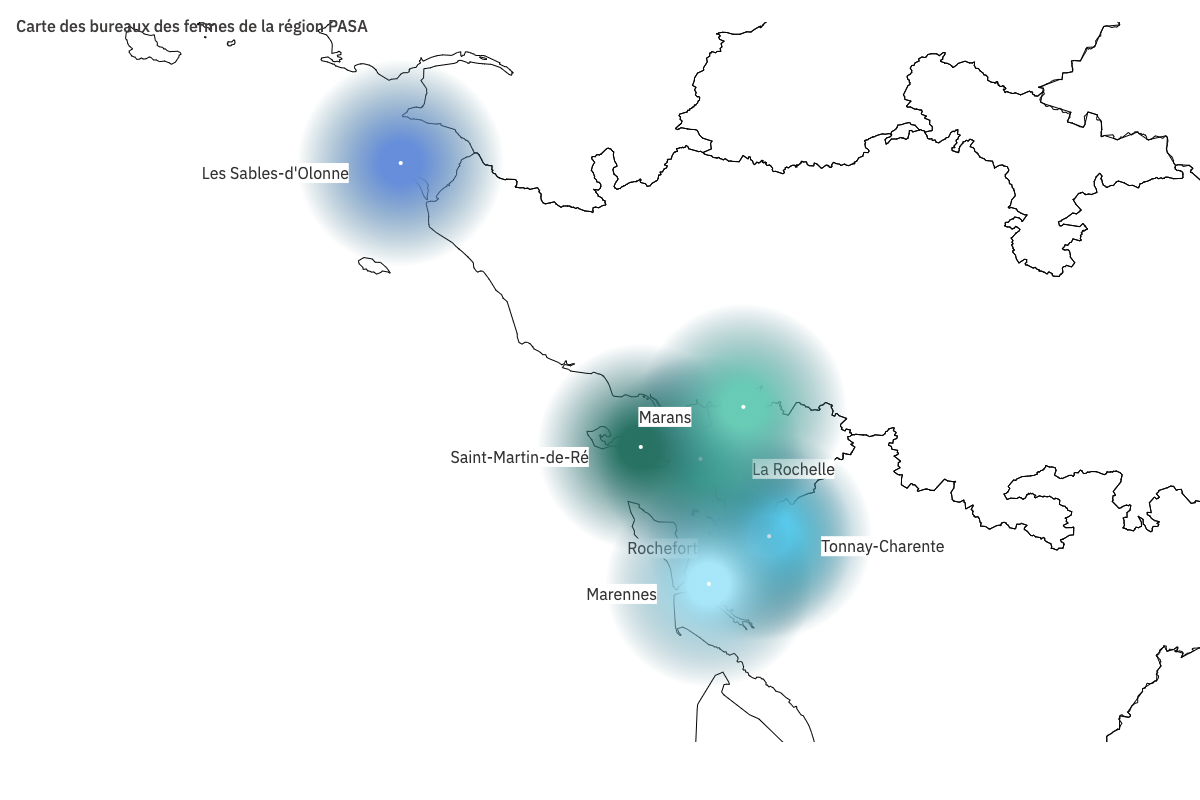 Carte des bureaux des fermes de la région PASA
Les Sables-d'Olonne
Marans
Saint-Martin-de-Ré
La Rochelle
Rochefort
Tonnay-Charente
Marennes